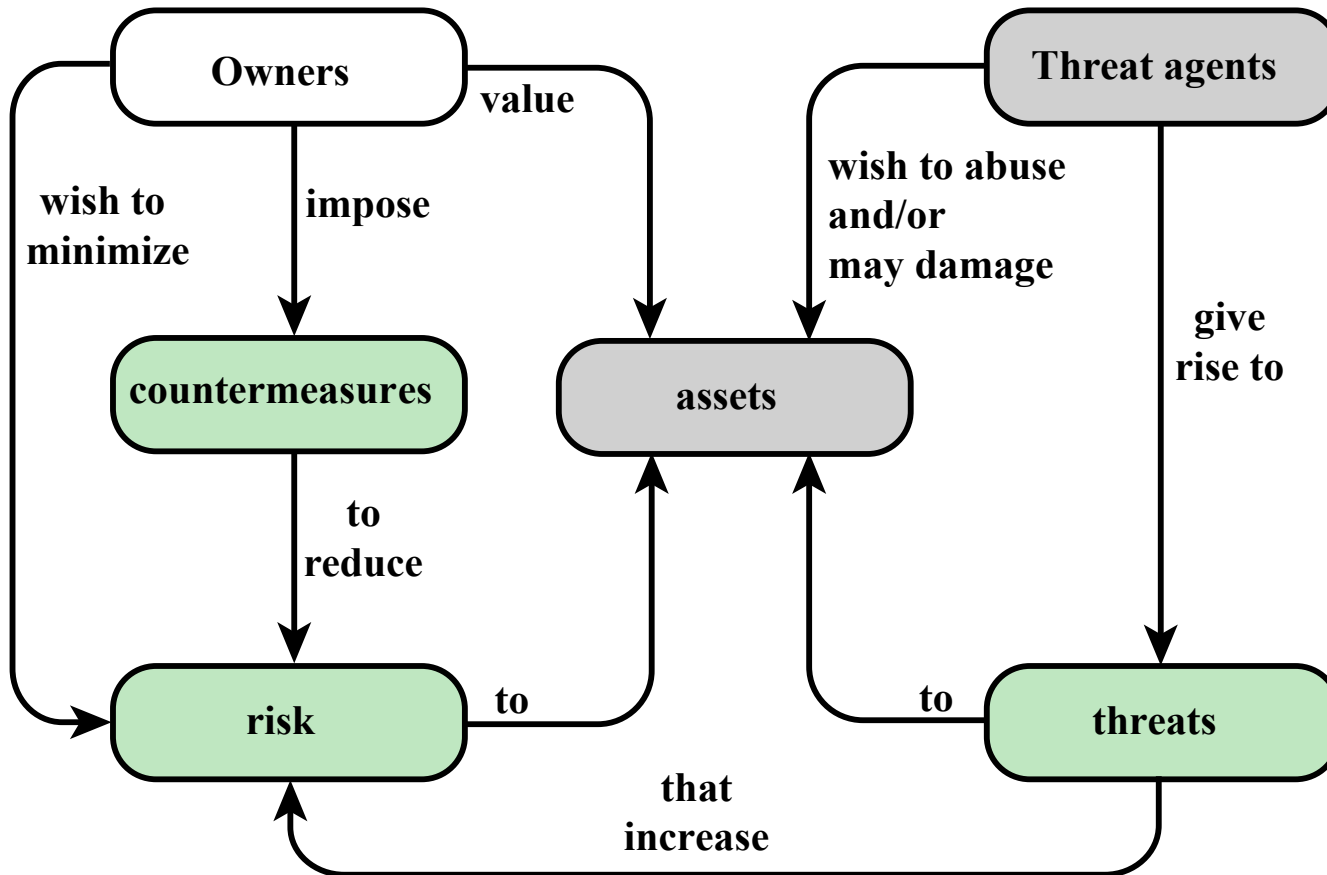 Owners
Threat agents
value
wish to
minimize
impose
wish to abuse
and/or
may damage
give
rise to
countermeasures
assets
to
reduce
risk
to
to
threats
that
increase